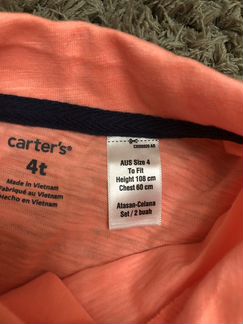 carter's®
4t
Made in Vietnam
Fabriqué au Vietnam
Hecho en Vietnam
AUS Size 4
To Fit
Height 108 cm
Chest 60 cm
Atasan-Celana
Set / 2 buah